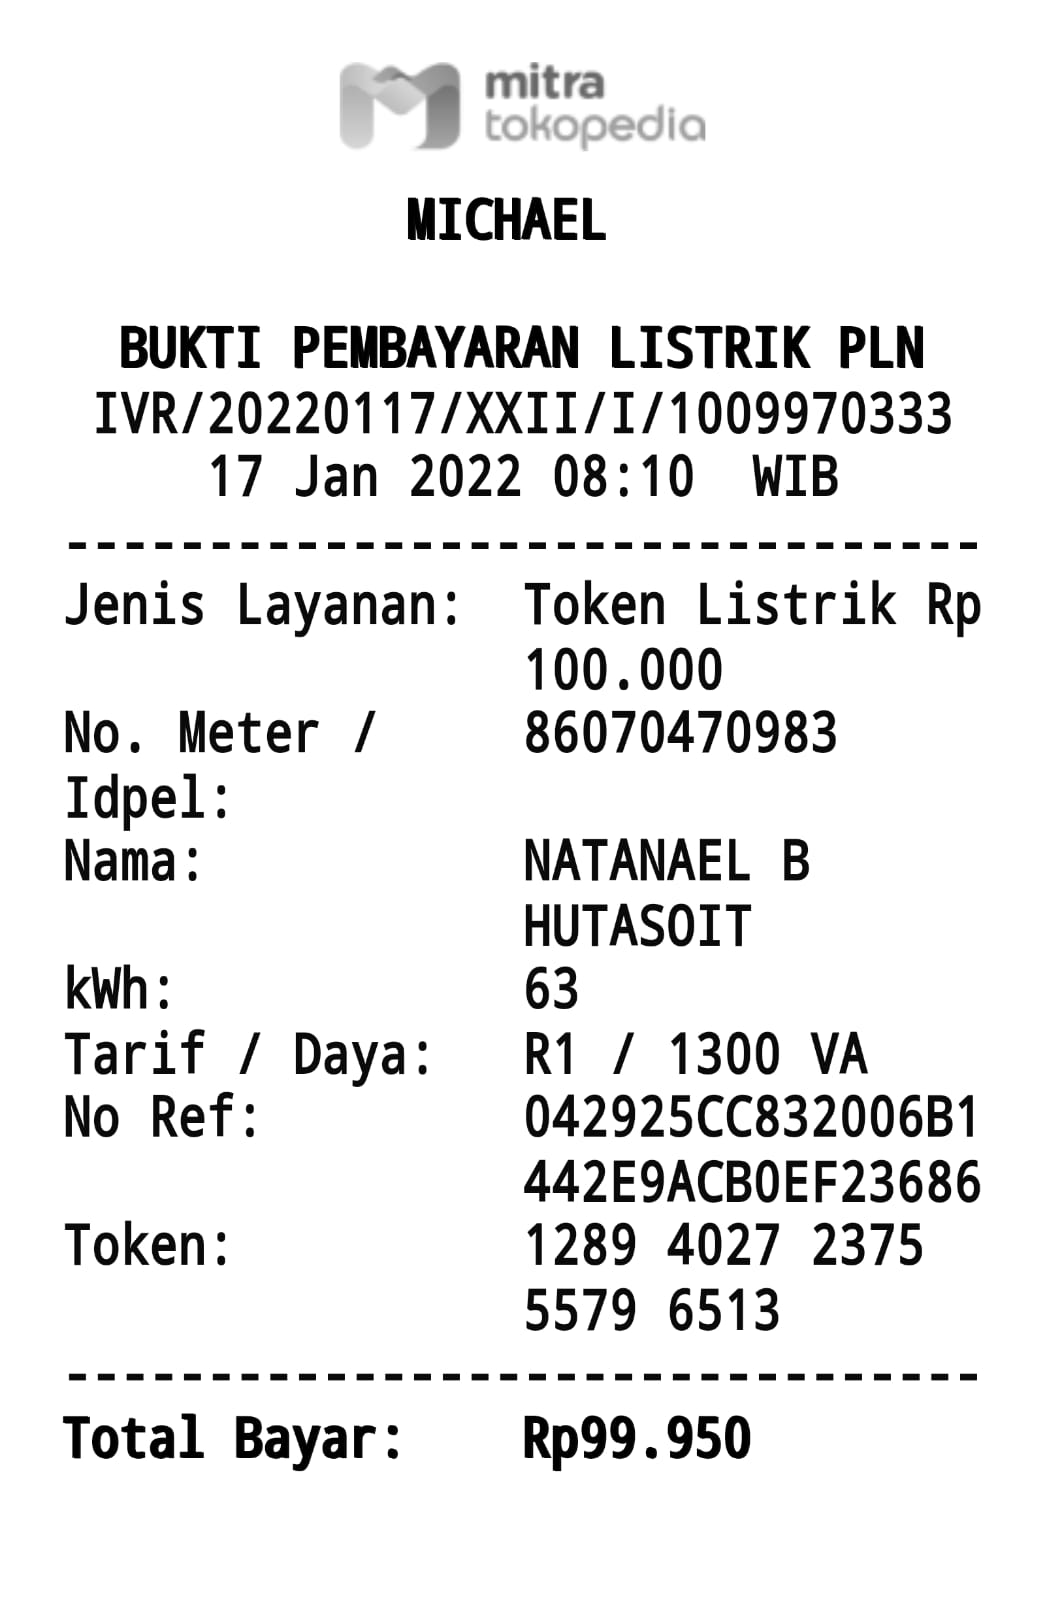 mitra
tokopedia
MICHAEL
BUKTI PEMBAYARAN LISTRIK PLN
IVR/20220117/XXII/I/1009970333
17 Jan 2022 08:10 WIB
--------------------------------
Jenis Layanan: Token Listrik Rp
100.000
No. Meter / 86070470983
Idpel:
Nama: NATANAEL B
HUTASOIT
kWh: 63
Tarif / Daya: R1 / 1300 VA
No Ref: 042925CC832006B1
442E9ACB0EF23686
Token: 1289 4027 2375
5579 6513
--------------------------------
Total Bayar: Rp99.950